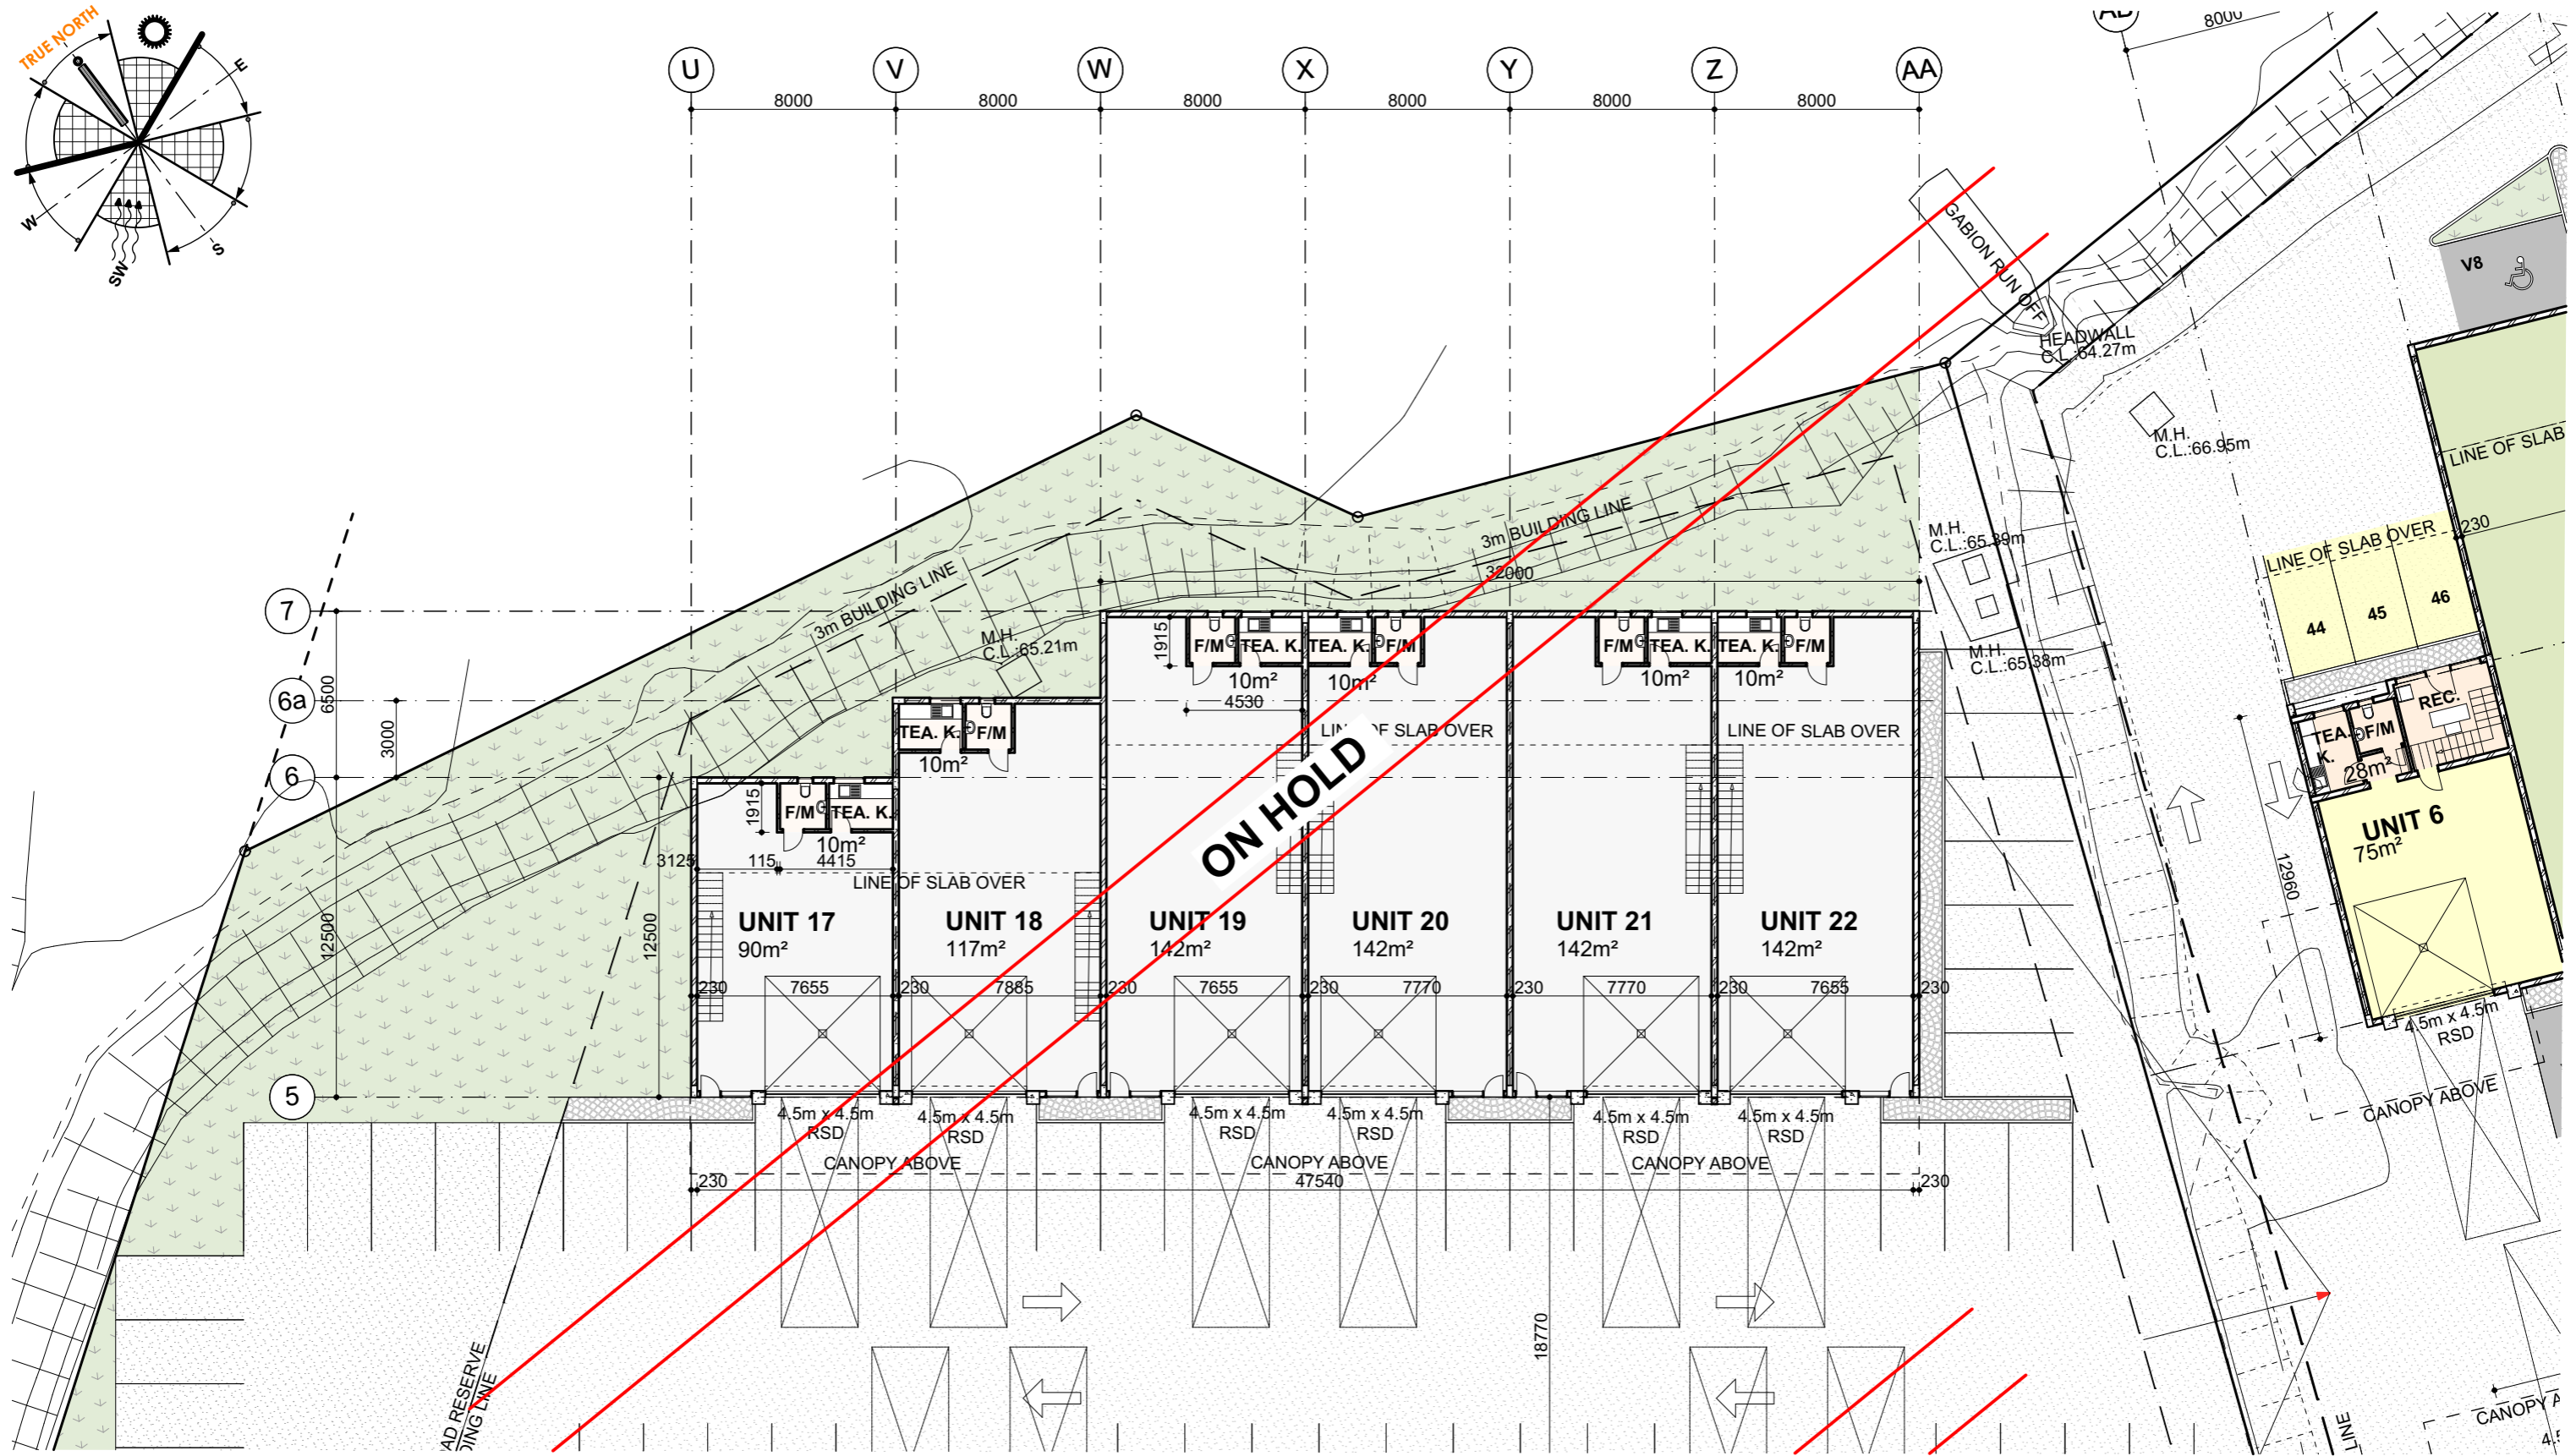 TRUE NORTH
E
W
S
SW
U
V
W
X
Y
Z
AA
AB
8000
8000
8000
8000
8000
8000
8000
GABION RUN OFF
HEADWALL
C.L.:64.27m
V8
M.H.
C.L.:66.95m
LINE OF SLAB
3m BUILDING LINE
3m BUILDING LINE
32000
M.H.
C.L.:65.39m
M.H.
C.L.:65.38m
M.H.
C.L.:65.21m
LINE OF SLAB OVER
230
44
45
46
7
6a
6
5
6500
3000
12500
12500
1915
F/M
TEA. K.
10m²
4530
TEA. K.
F/M
10m²
F/M
TEA. K.
10m²
TEA. K.
F/M
10m²
TEA. K.
F/M
10m²
1915
F/M
TEA. K.
10m²
3125
115
4415
LINE OF SLAB OVER
LINE OF SLAB OVER
LINE OF SLAB OVER
ON HOLD
UNIT 17
90m²
UNIT 18
117m²
UNIT 19
142m²
UNIT 20
142m²
UNIT 21
142m²
UNIT 22
142m²
230
7655
230
7885
230
7655
230
7770
230
7770
230
7655
230
4.5m x 4.5m
RSD
4.5m x 4.5m
RSD
4.5m x 4.5m
RSD
4.5m x 4.5m
RSD
4.5m x 4.5m
RSD
4.5m x 4.5m
RSD
CANOPY ABOVE
CANOPY ABOVE
CANOPY ABOVE
230
47540
230
18770
REC.
TEA.
K.
F/M
28m²
UNIT 6
75m²
12960
4.5m x 4.5m
RSD
CANOPY ABOVE
AD RESERVE
DING LINE
LINE
CANOPY A
4.5